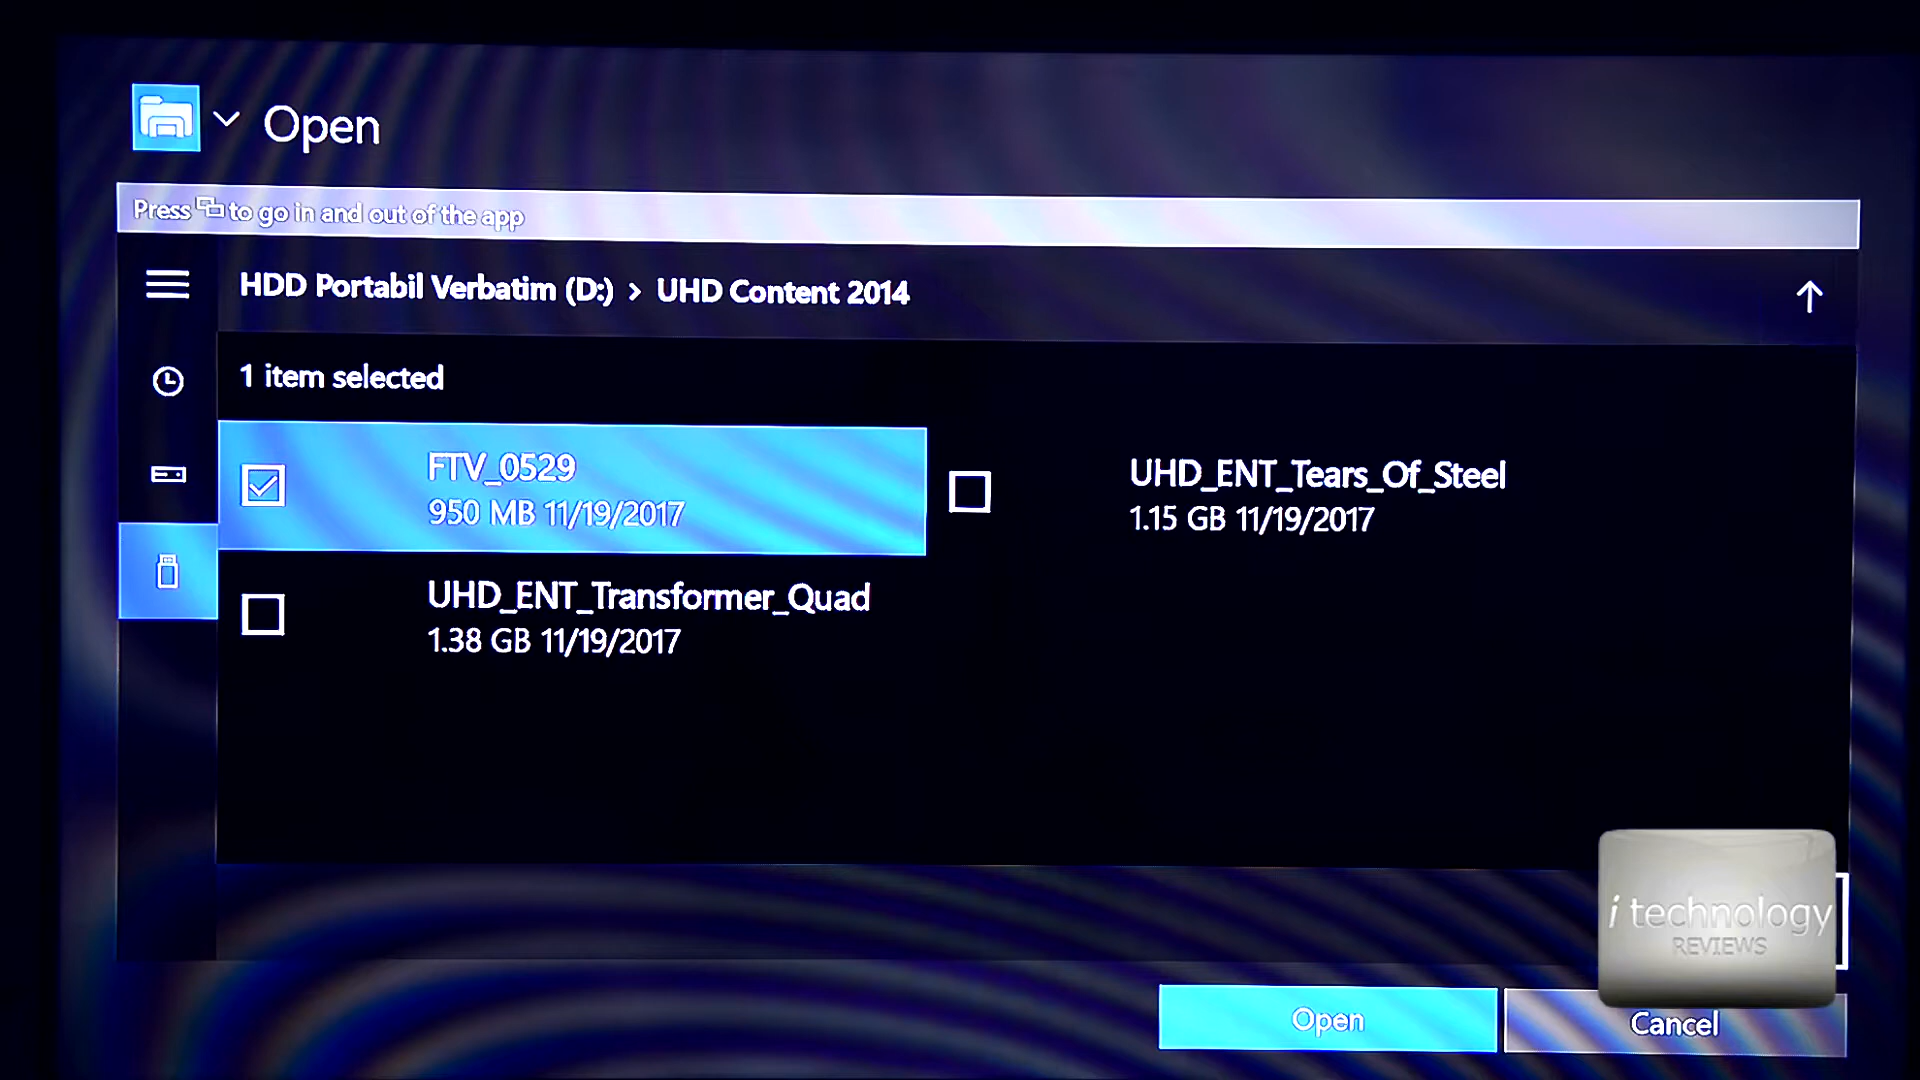 Open
Press to go in and out of the app
HDD Portabil Verbatim (D:) > UHD Content 2014
1 item selected
FTV_0529
950 MB 11/19/2017
UHD_ENT_Tears_Of_Steel
1.15 GB 11/19/2017
UHD_ENT_Transformer_Quad
1.38 GB 11/19/2017
i technology
REVIEWS
Open
Cancel